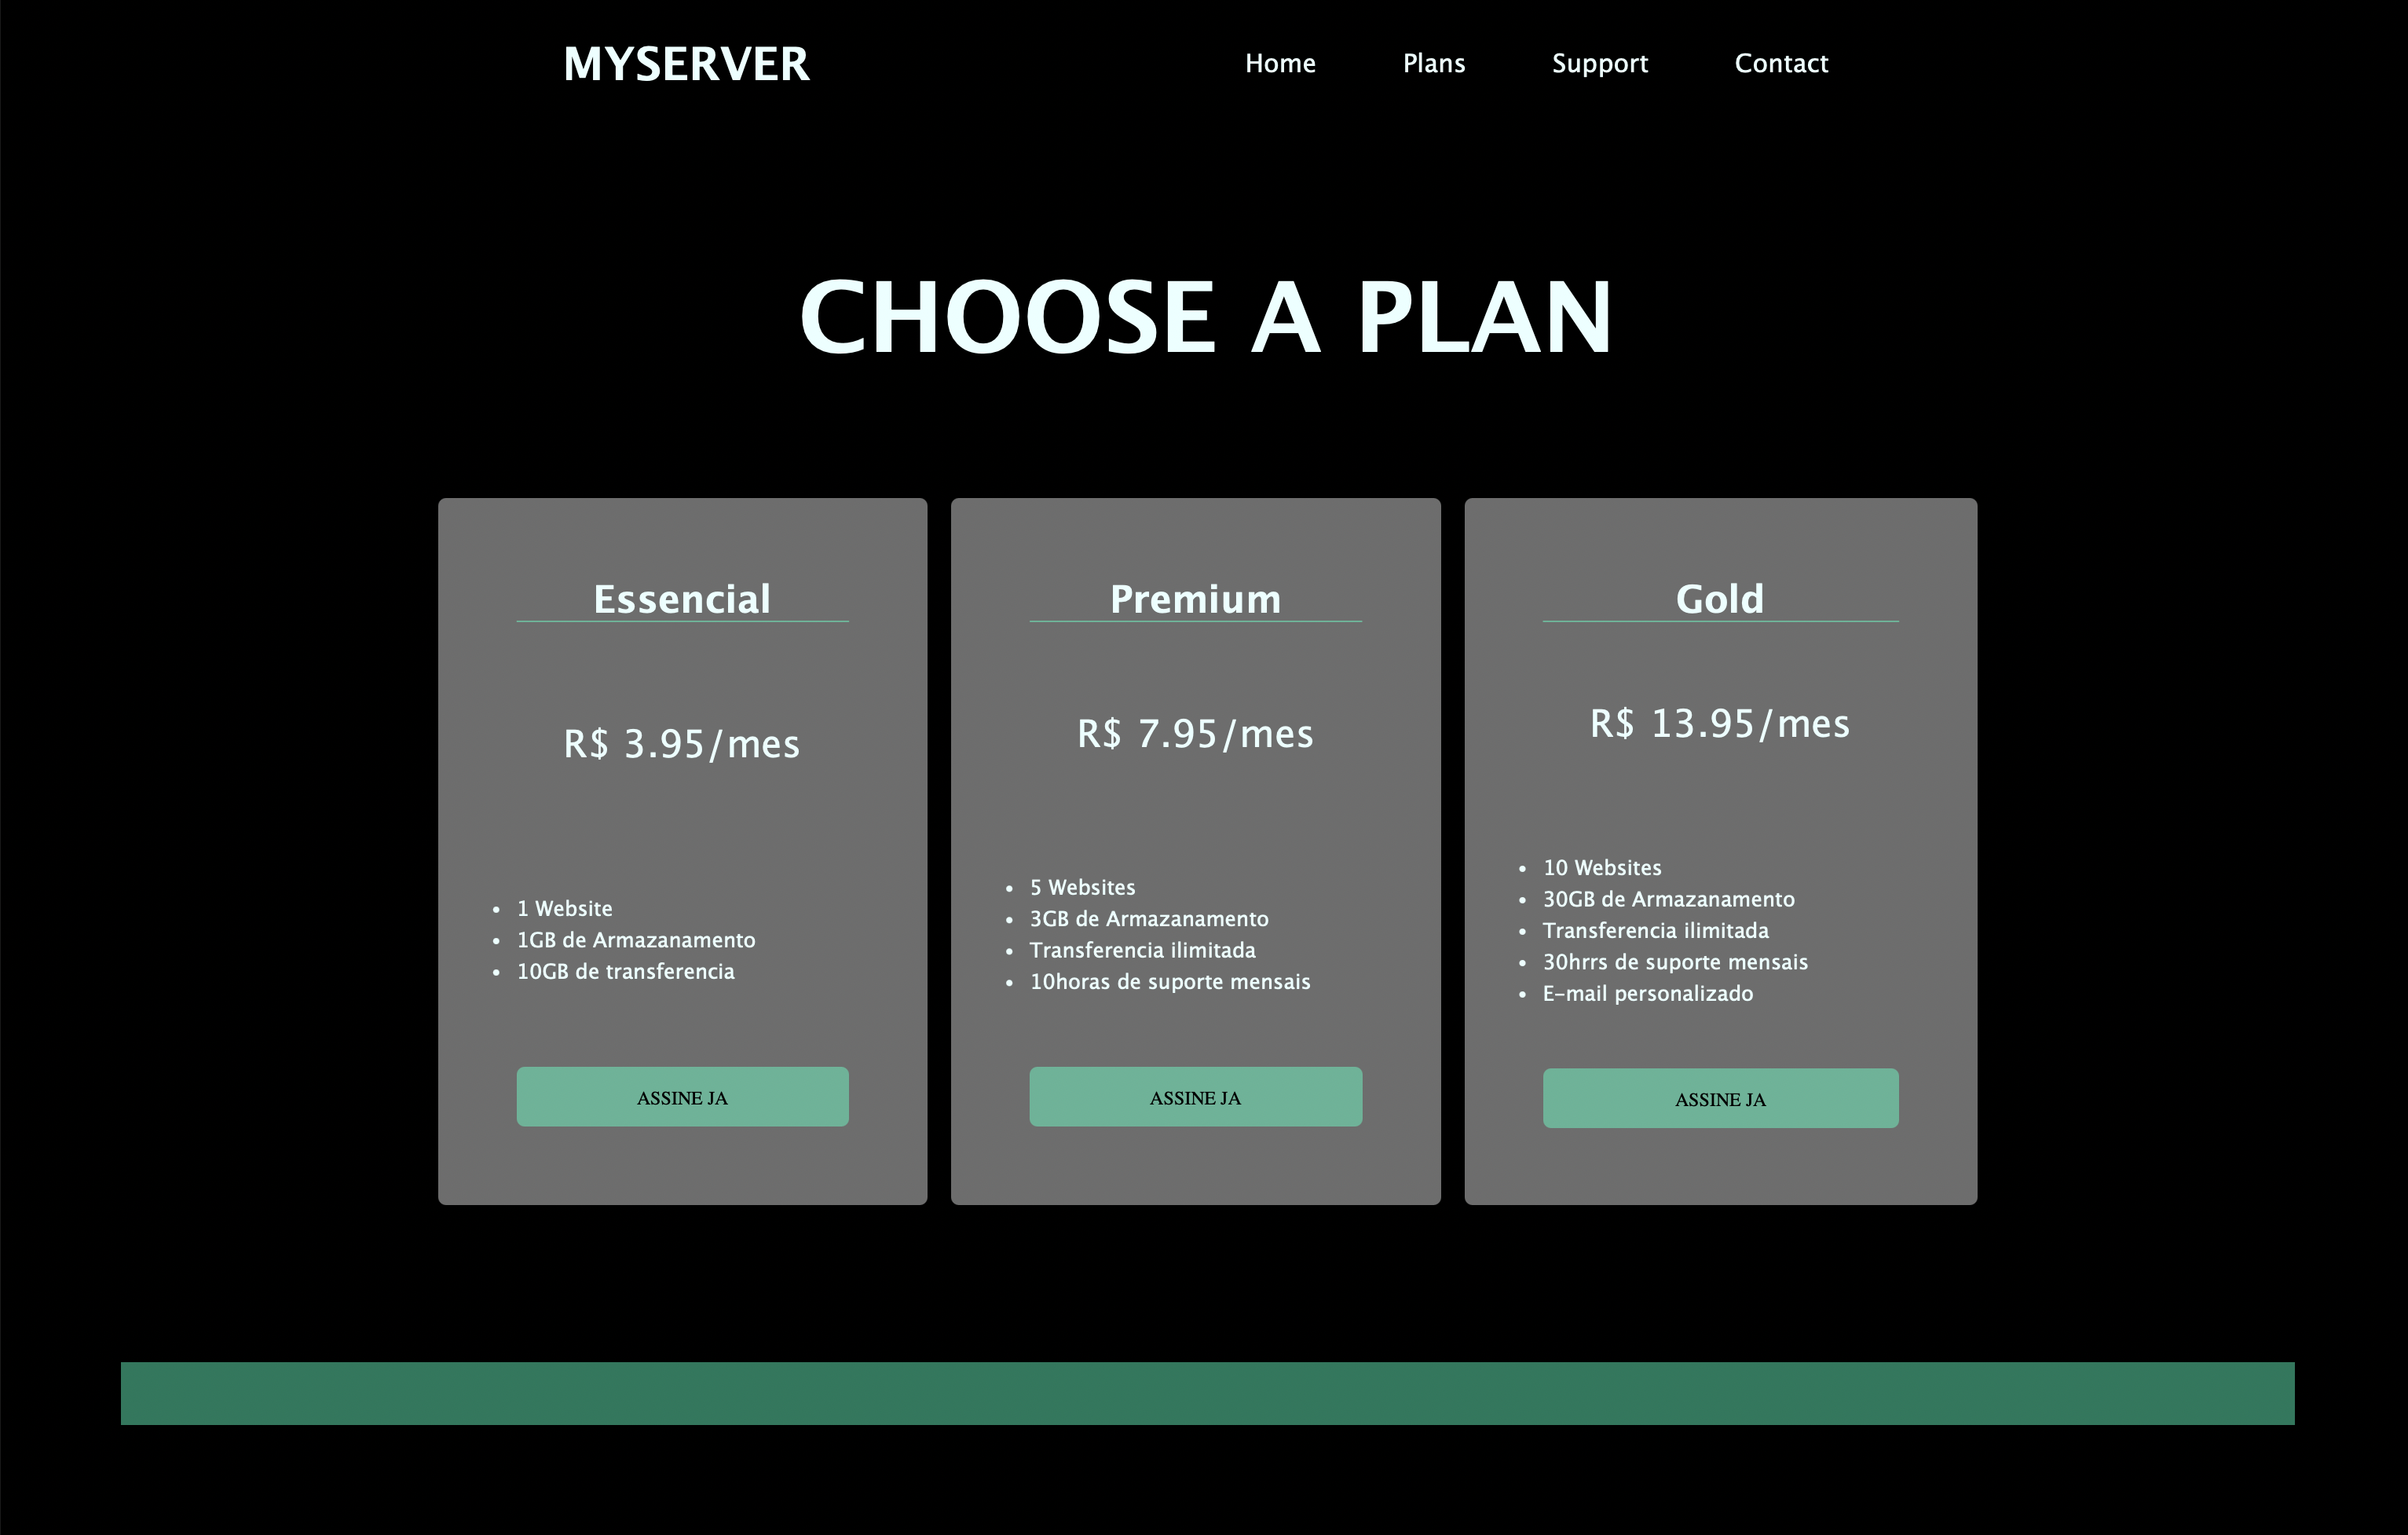 MYSERVER
Home Plans Support Contact
CHOOSE A PLAN
Essencial
R$ 3.95/mes
• 1 Website
• 1GB de Armazanamento
• 10GB de transferencia
ASSINE JA
Premium
R$ 7.95/mes
• 5 Websites
• 3GB de Armazanamento
• Transferencia ilimitada
• 10horas de suporte mensais
ASSINE JA
Gold
R$ 13.95/mes
• 10 Websites
• 30GB de Armazanamento
• Transferencia ilimitada
• 30hrrs de suporte mensais
• E-mail personalizado
ASSINE JA